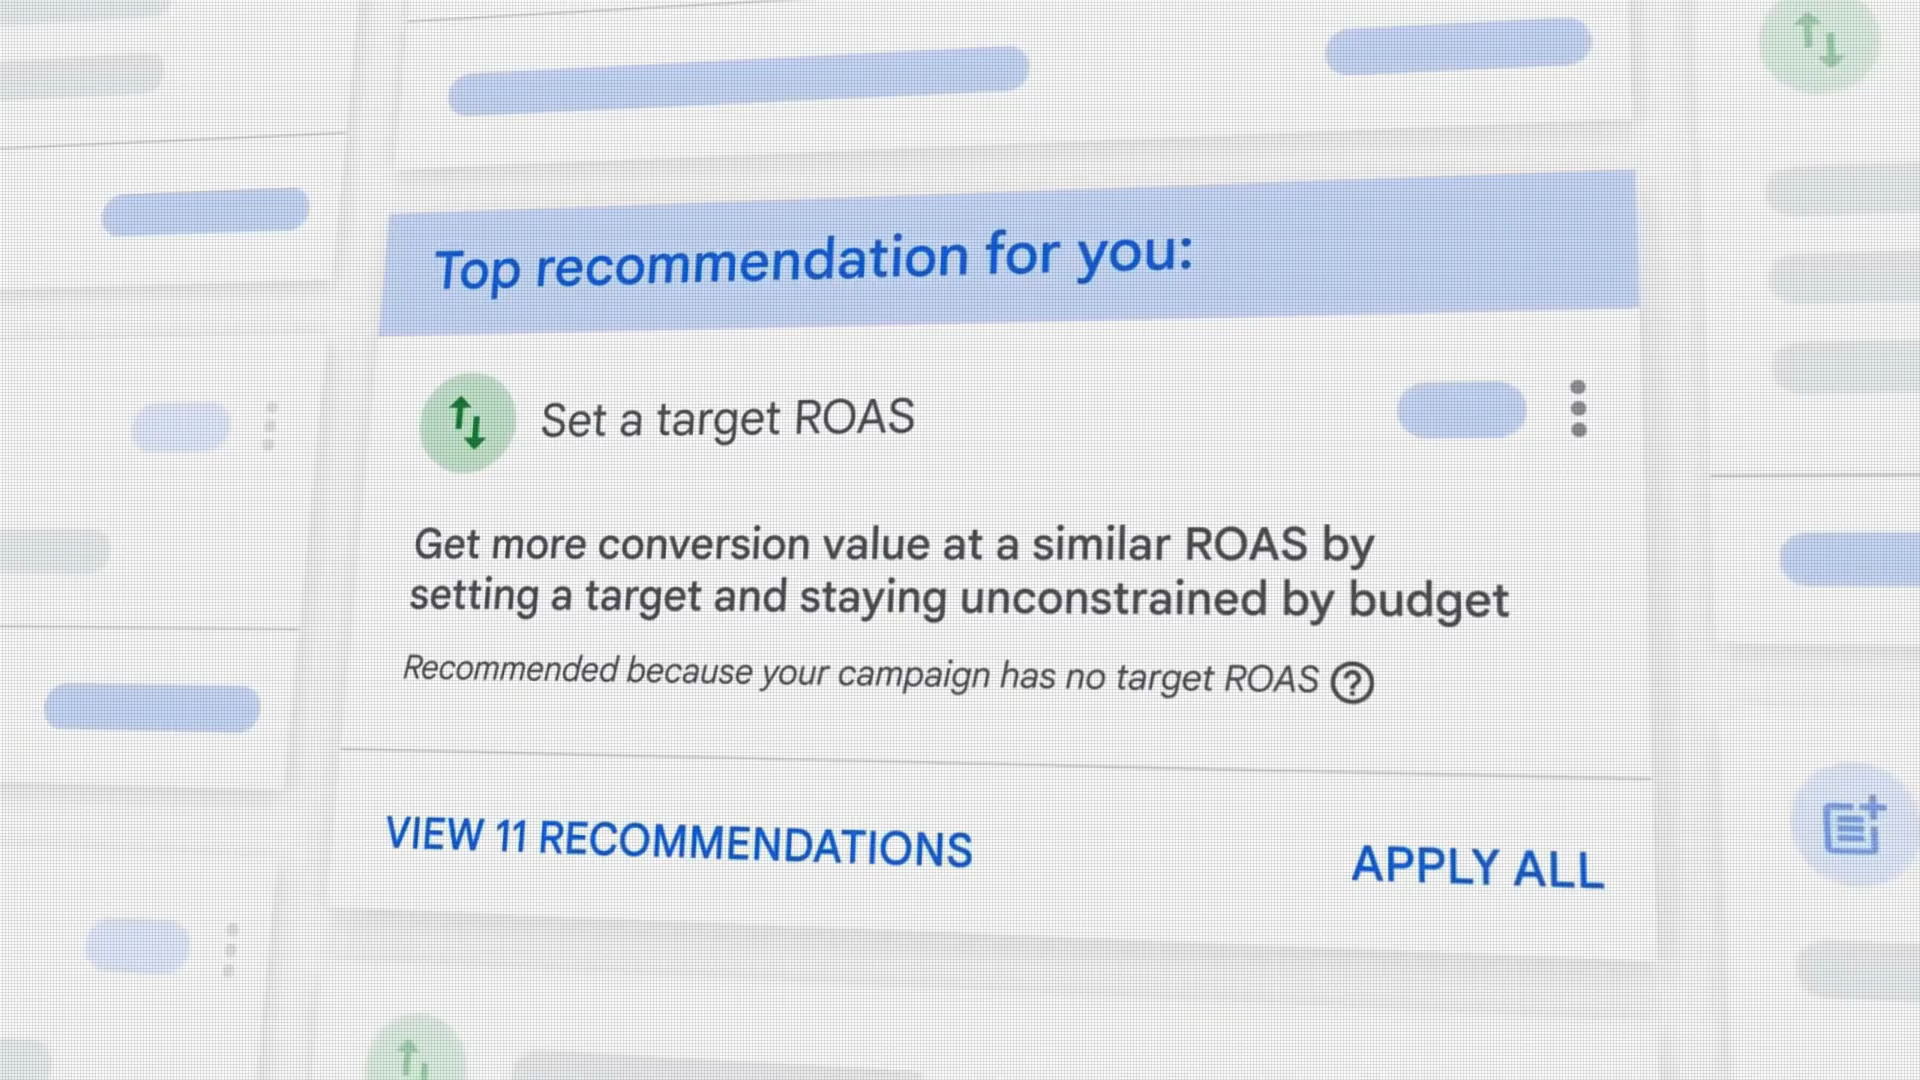 Top recommendation for you:
Set a target ROAS
Get more conversion value at a similar ROAS by
setting a target and staying unconstrained by budget
Recommended because your campaign has no target ROAS
VIEW 11 RECOMMENDATIONS
APPLY ALL